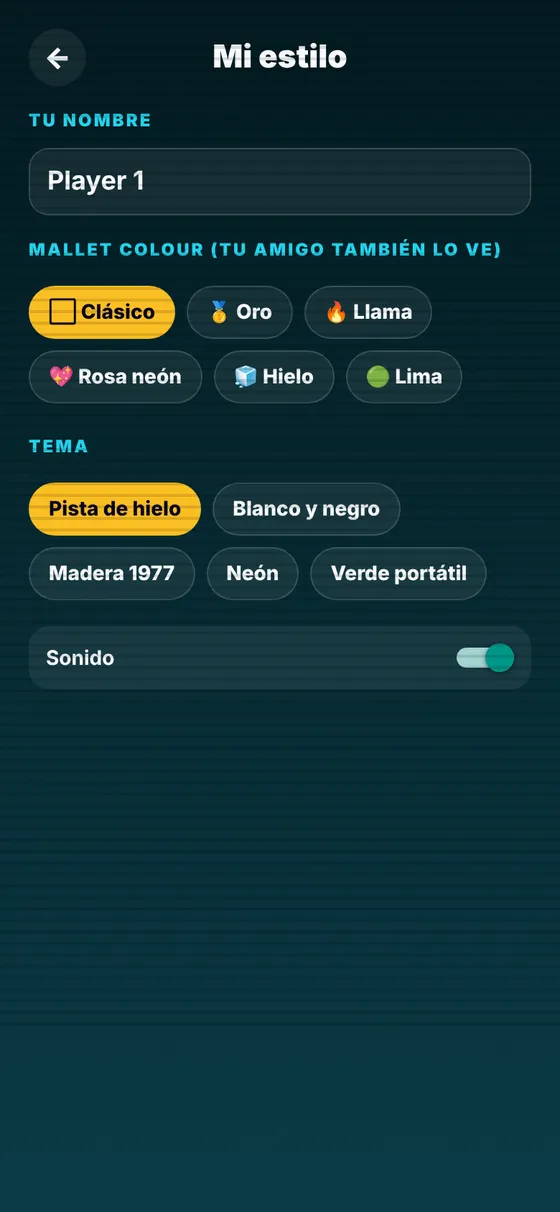 Mi estilo
TU NOMBRE
Player 1
MALLET COLOUR (TU AMIGO TAMBIÉN LO VE)
Clásico
🥇 Oro
🔥 Llama
💖 Rosa neón
🧊 Hielo
🟢 Lima
TEMA
Pista de hielo
Blanco y negro
Madera 1977
Neón
Verde portátil
Sonido